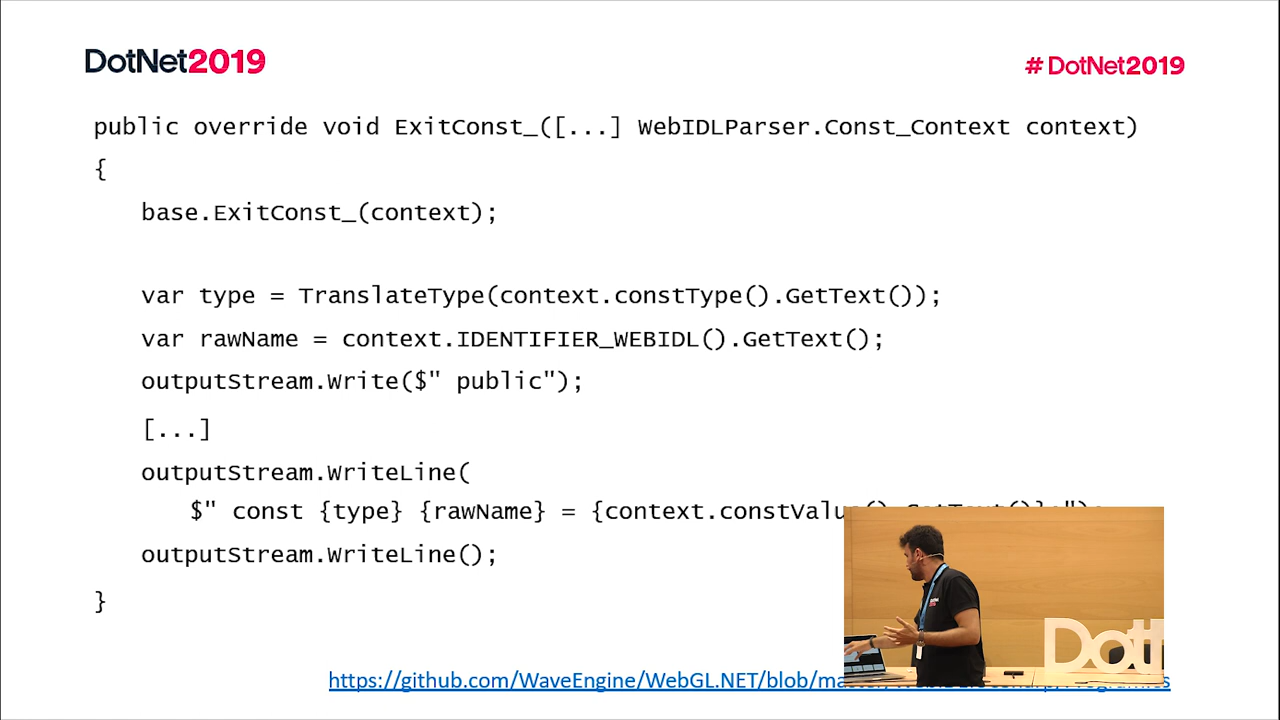 DotNet2019
# DotNet2019
public override void ExitConst_([...] WebIDLParser.Const_Context context)
{
base.ExitConst_(context);
var type = TranslateType(context.constType().GetText());
var rawName = context.IDENTIFIER_WEBIDL().GetText();
outputStream.Write($" public");
[...]
outputStream.WriteLine(
$" const {type} {rawName} = {context.constValue().GetText()};");
outputStream.WriteLine();
}
https://github.com/WaveEngine/WebGL.NET/blob/